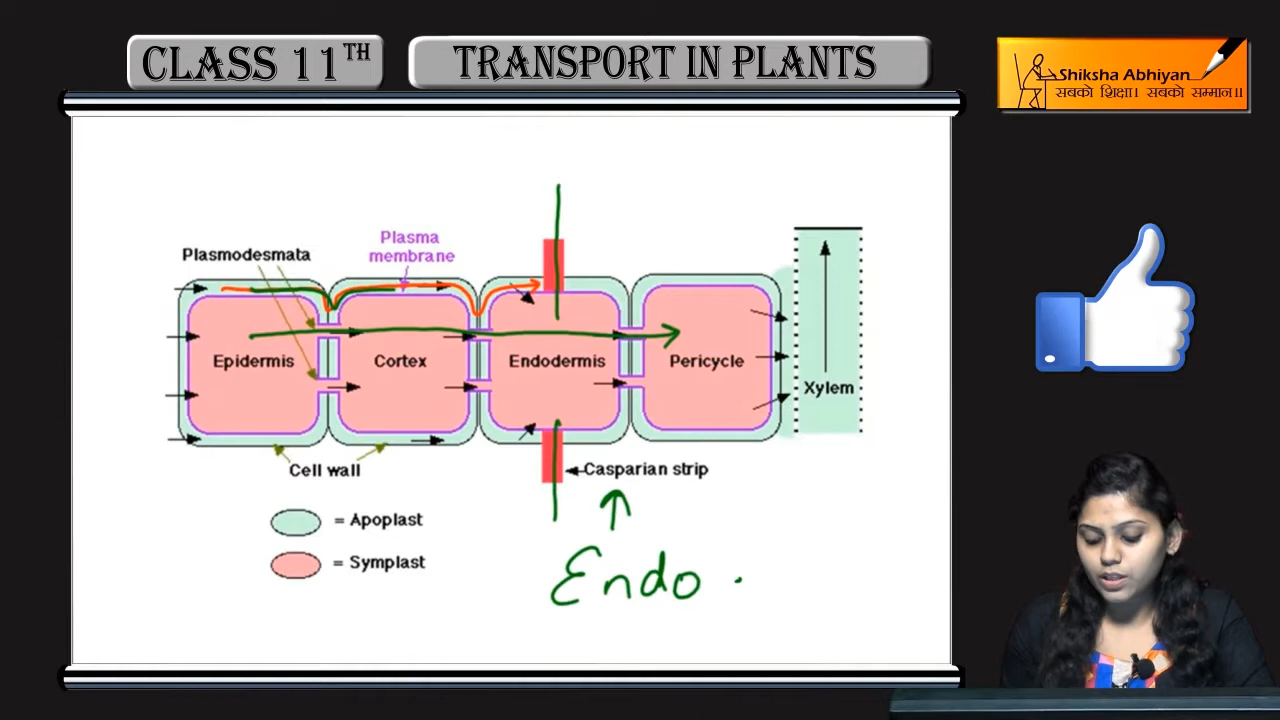 CLASS 11TH
TRANSPORT IN PLANTS
Shiksha Abhiyan
सबको शिक्षा। सबको सम्मान॥
Plasmodesmata
Plasma
membrane
Epidermis
Cortex
Endodermis
Pericycle
Xylem
Cell wall
Casparian strip
= Apoplast
= Symplast
Endo .